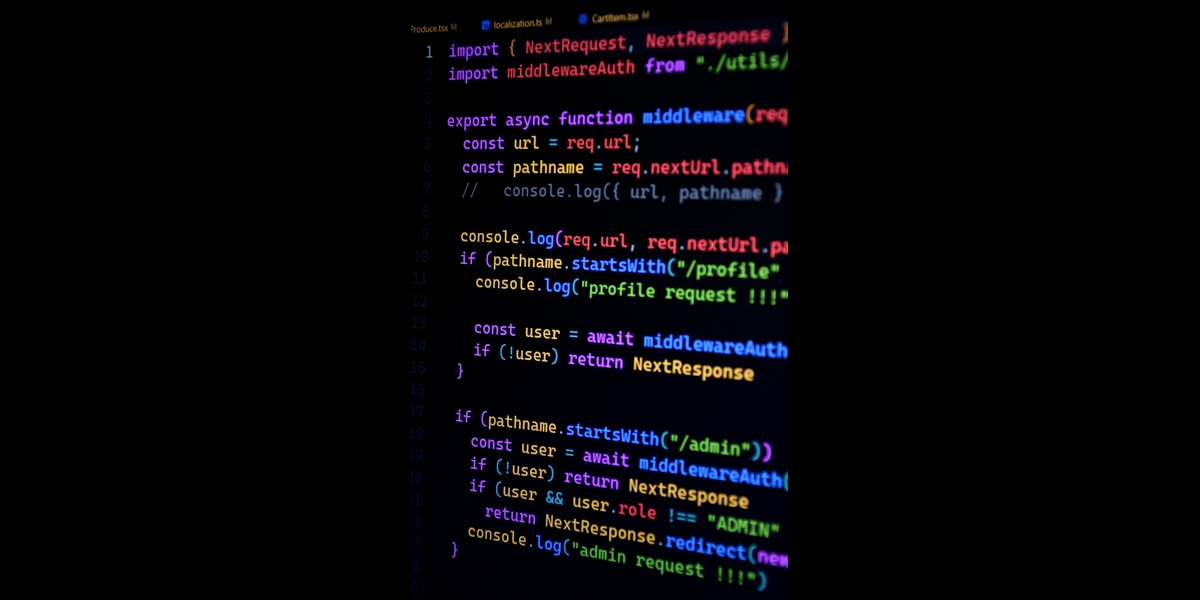 Produce.tsx M localization.ts M CartItem.tsx M
1 import { NextRequest, NextResponse }
2 import middlewareAuth from "./utils/
3
4 export async function middleware(req
5 const url = req.url;
6 const pathname = req.nextUrl.pathna
7 // console.log({ url, pathname }
8
9 console.log(req.url, req.nextUrl.pa
10 if (pathname.startsWith("/profile"
11 console.log("profile request !!!"
12
13 const user = await middlewareAuth
14 if (!user) return NextResponse
15 }
16
17 if (pathname.startsWith("/admin"))
18 const user = await middlewareAuth(
19 if (!user) return NextResponse
20 if (user && user.role !== "ADMIN"
return NextResponse.redirect(new
console.log("admin request !!!")
}